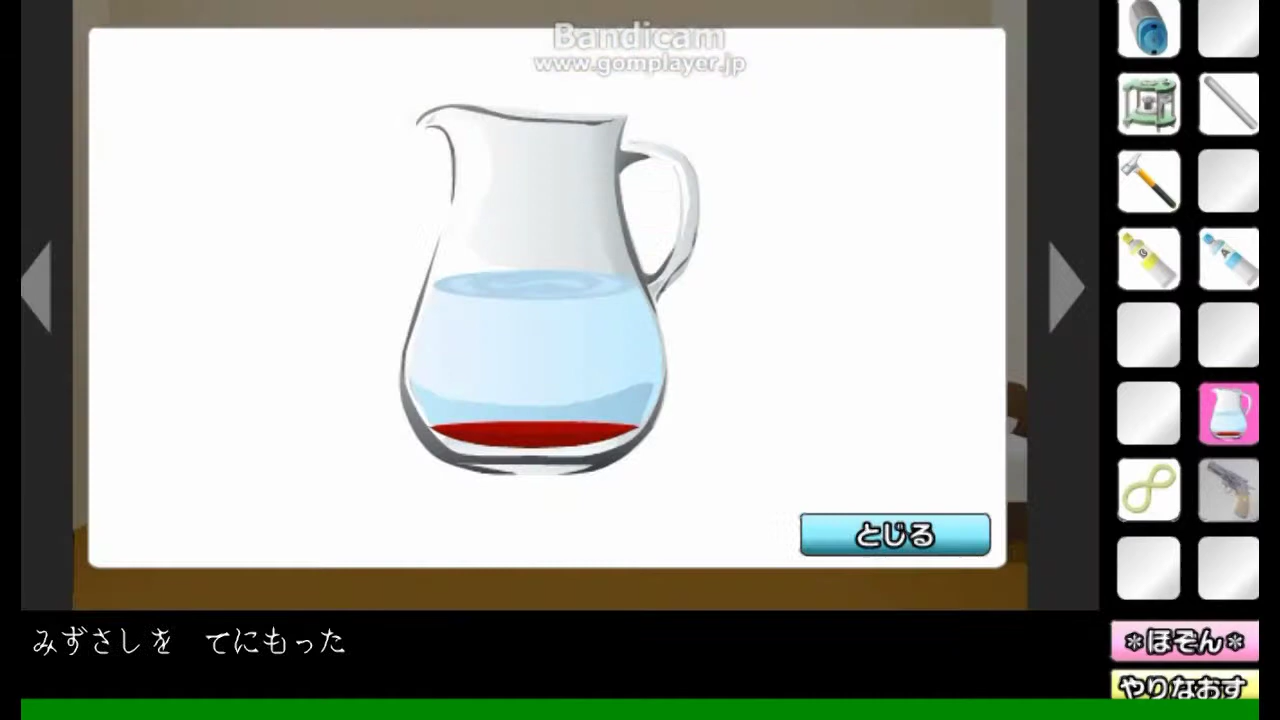 Bandicam
www.gomplayer.jp
G
A
とじる
みずさしを　てにもった
*ほぞん*
やりなおす